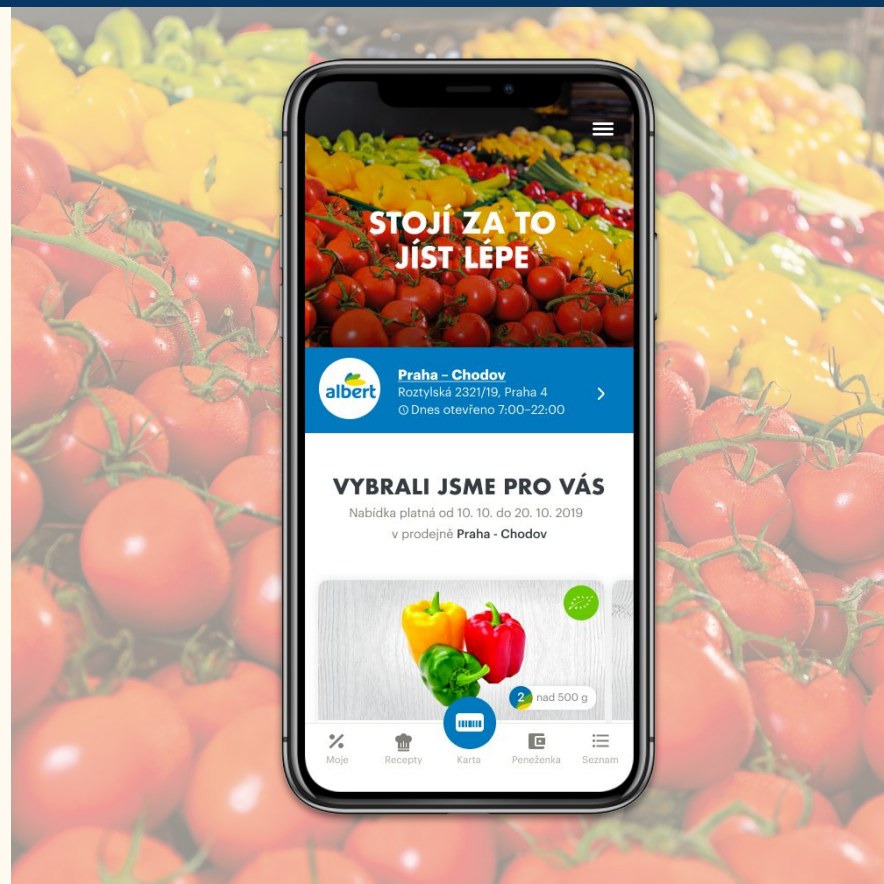 STOJÍ ZA TO
JÍST LÉPE
albert
Praha – Chodov
Roztylská 2321/19, Praha 4
Dnes otevřeno 7:00–22:00
VYBRALI JSME PRO VÁS
Nabídka platná od 10. 10. do 20. 10. 2019
v prodejně Praha - Chodov
2 nad 500 g
Moje
Recepty
Karta
Peneženka
Seznam